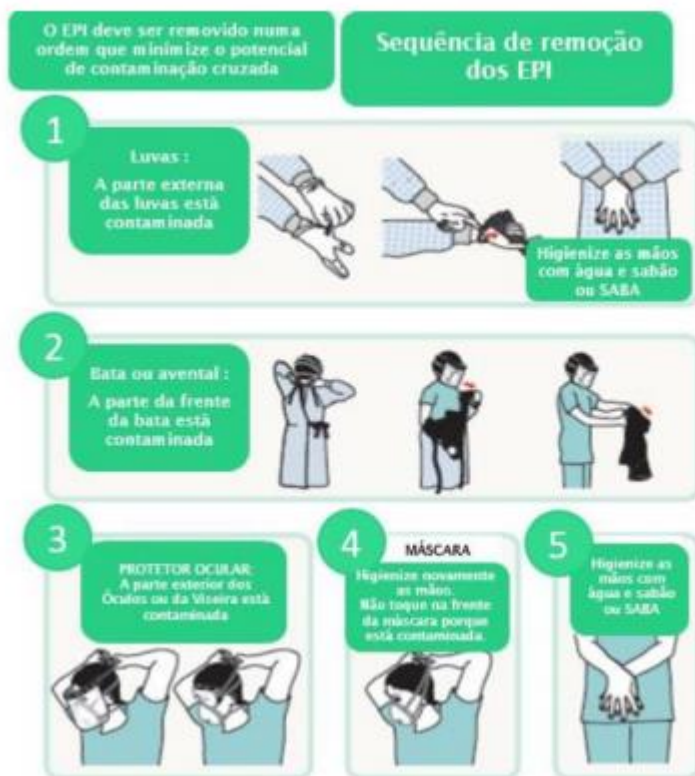 O EPI deve ser removido numa
ordem que minimize o potencial
de contaminação cruzada
Sequência de remoção
dos EPI
1
Luvas :
A parte externa
das luvas está
contaminada
Higienize as mãos
com àgua e sabão
ou SABA
2
Bata ou avental :
A parte da frente
da bata está
contaminada
3
PROTETOR OCULAR:
A parte exterior dos
Óculos ou da Viseira está
contaminada
4
MÁSCARA
Higienize novamente
as mãos.
Não toque na frente
da máscara porque
está contaminada.
5
Higienize as
mãos com
àgua e sabão
ou SABA